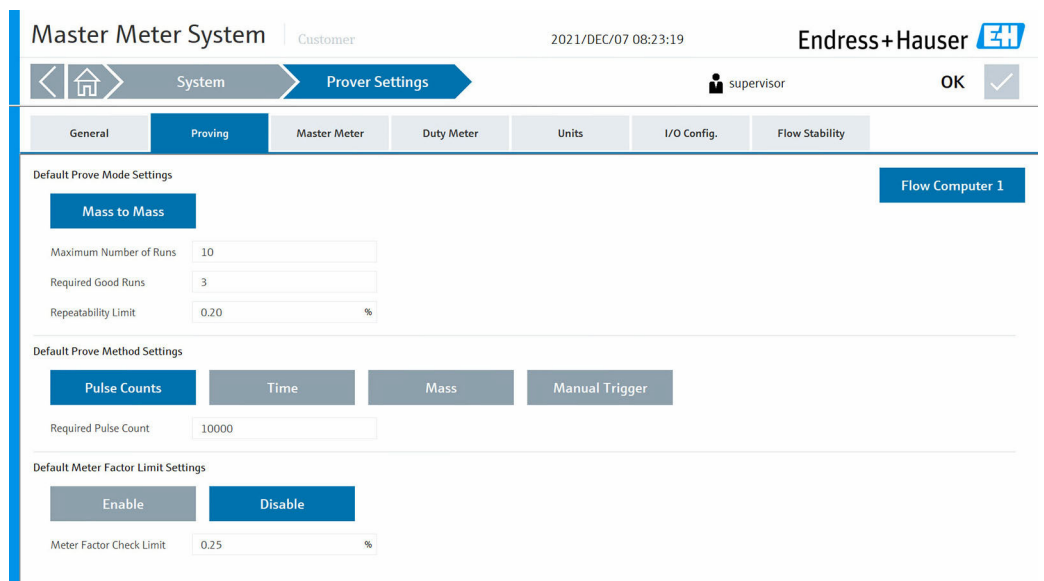 Master Meter System Customer 2021/DEC/07 08:23:19 Endress+Hauser EH
System Prover Settings supervisor OK
General Proving Master Meter Duty Meter Units I/O Config. Flow Stability
Default Prove Mode Settings
Flow Computer 1
Mass to Mass
Maximum Number of Runs 10
Required Good Runs 3
Repeatability Limit 0.20 %
Default Prove Method Settings
Pulse Counts Time Mass Manual Trigger
Required Pulse Count 10000
Default Meter Factor Limit Settings
Enable Disable
Meter Factor Check Limit 0.25 %